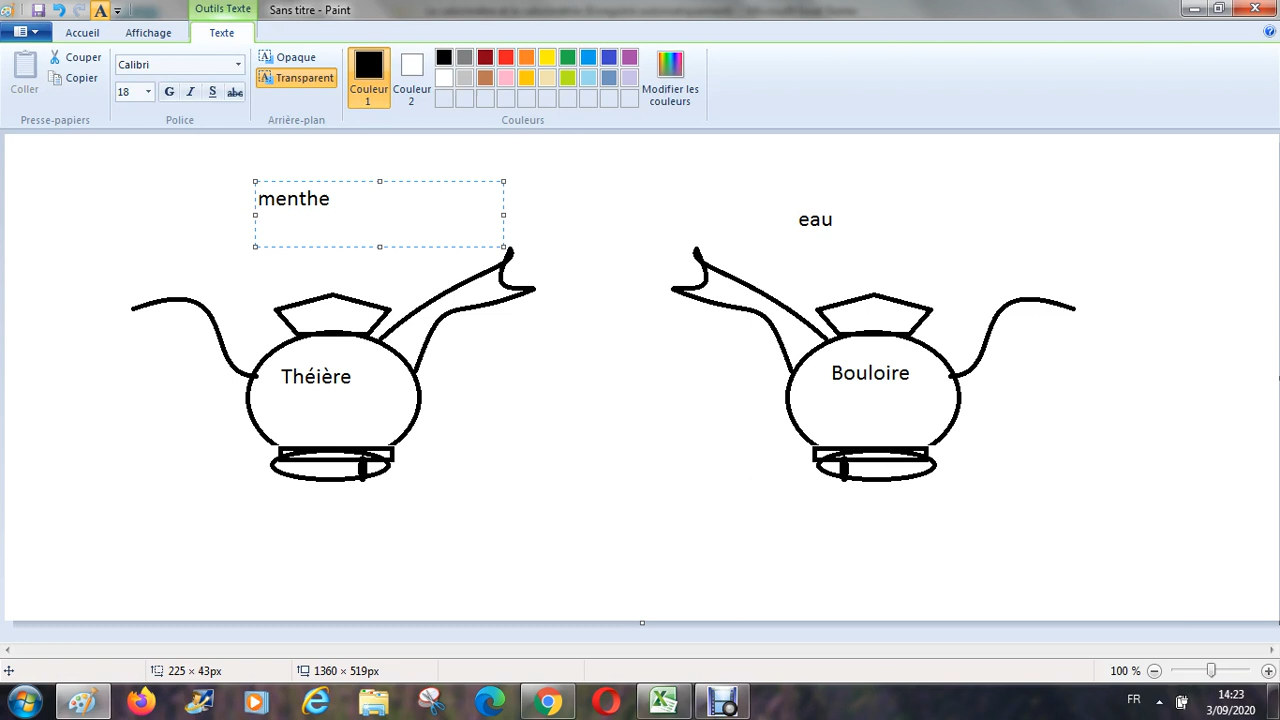 Outils Texte
Sans titre - Paint
Accueil
Affichage
Texte
Coller
Couper
Copier
Presse-papiers
Calibri
18
G I S abc
Police
Opaque
Transparent
Arrière-plan
Couleur 1
Couleur 2
Modifier les couleurs
Couleurs
menthe
eau
Théière
Bouloire
225 × 43px
1360 × 519px
100 %
FR
14:23
3/09/2020